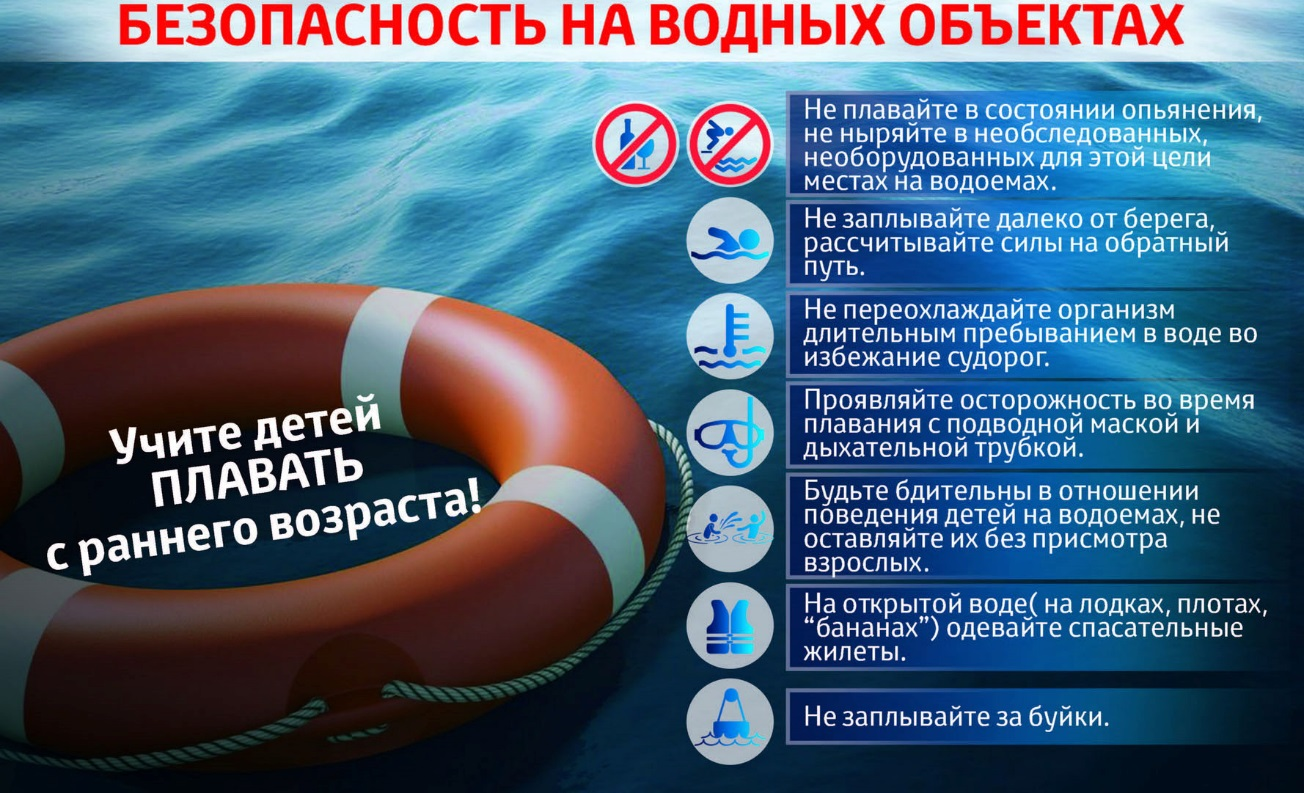 БЕЗОПАСНОСТЬ НА ВОДНЫХ ОБЪЕКТАХ
Учите детей
ПЛАВАТЬ
с раннего возраста!
Не плавайте в состоянии опьянения,
не ныряйте в необследованных,
необорудованных для этой цели
местах на водоемах.
Не заплывайте далеко от берега,
рассчитывайте силы на обратный
путь.
Не переохлаждайте организм
длительным пребыванием в воде во
избежание судорог.
Проявляйте осторожность во время
плавания с подводной маской и
дыхательной трубкой.
Будьте бдительны в отношении
поведения детей на водоемах, не
оставляйте их без присмотра
взрослых.
На открытой воде( на лодках, плотах,
“бананах”) одевайте спасательные
жилеты.
Не заплывайте за буйки.